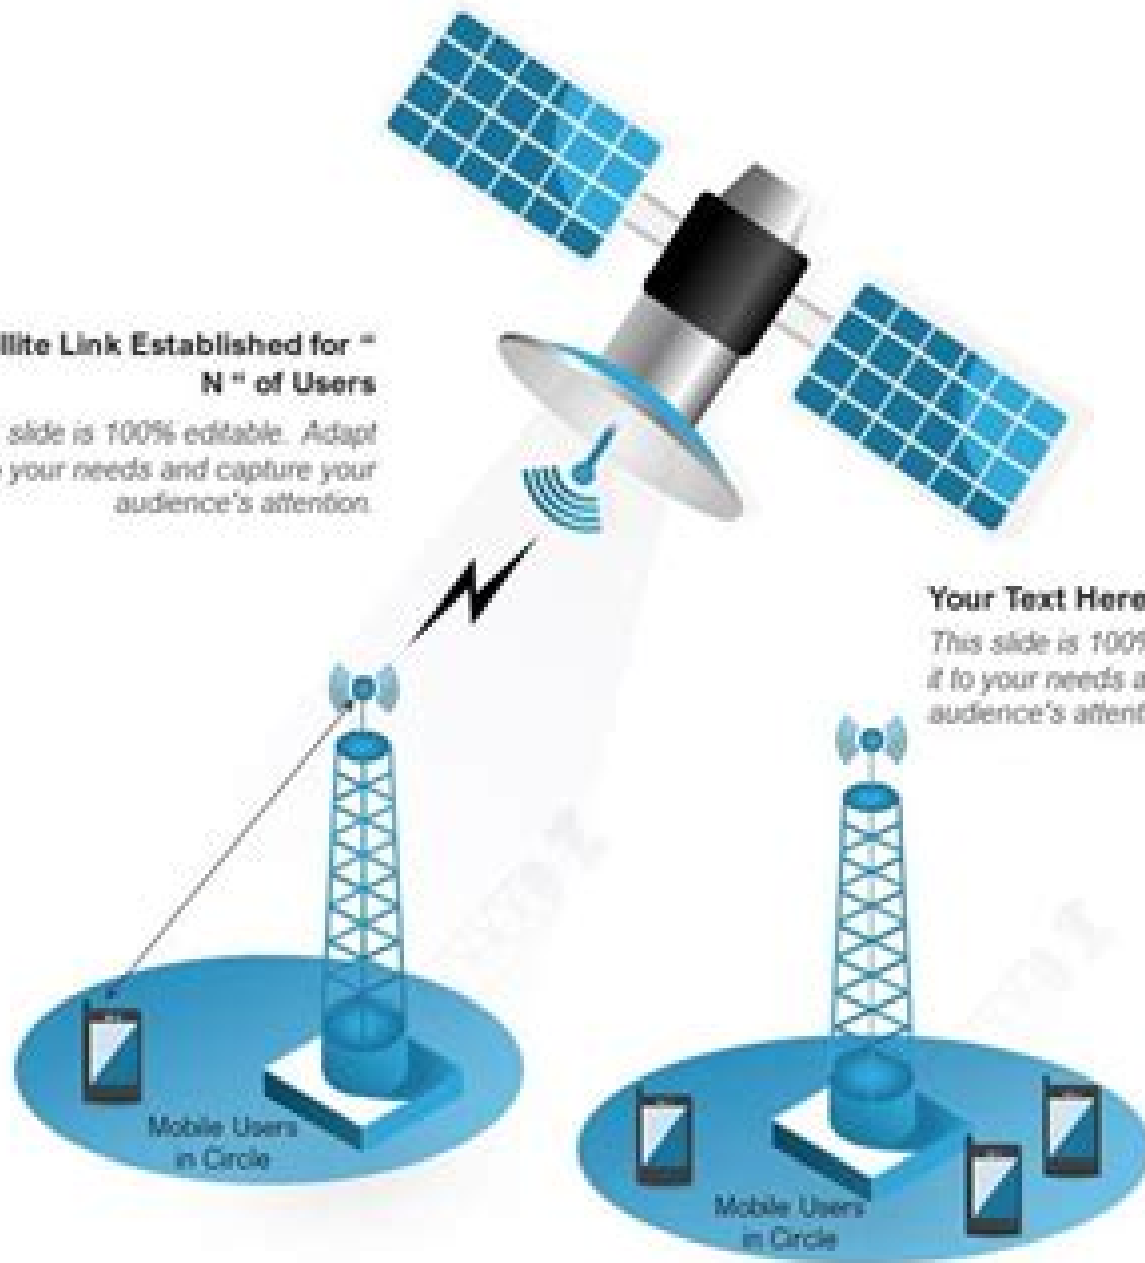 llite Link Established for "
N " of Users
slide is 100% editable. Adapt
your needs and capture your
audience's attention.
Your Text Here
This slide is 100%
it to your needs a
audience's attent
Mobile Users
in Circle
Mobile Users
in Circle